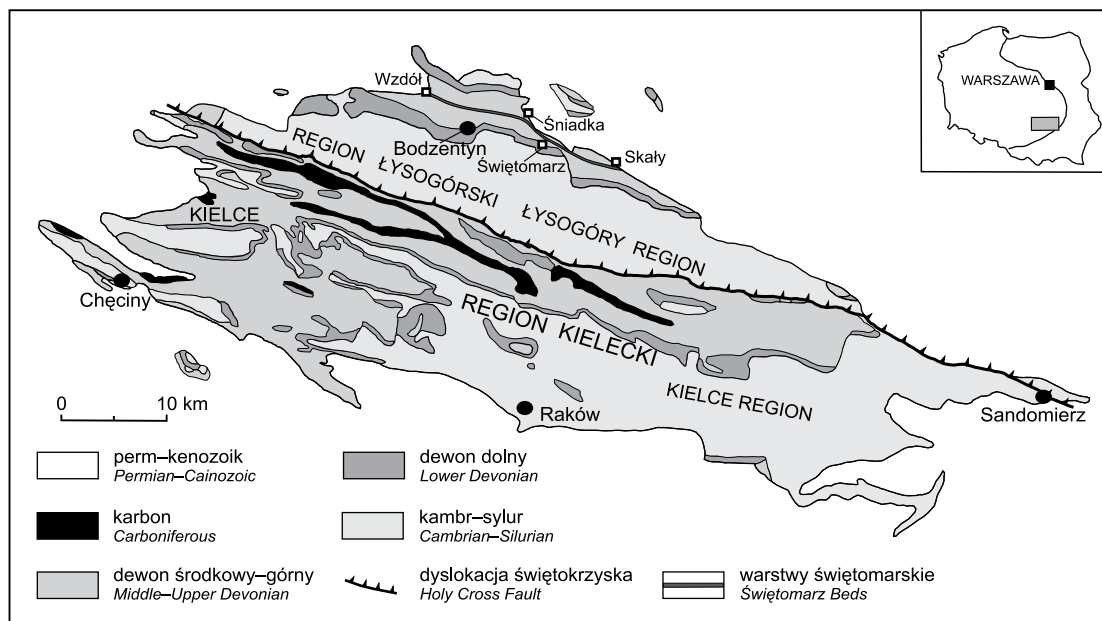 WARSZAWA
Wzdół
Śniadka
Bodzentyn
Świętomarz
Skały
REGION ŁYSOGÓRSKI
ŁYSOGÓRY REGION
KIELCE
Chęciny
REGION KIELECKI
KIELCE REGION
Raków
Sandomierz
0 10 km
perm–kenozoik
Permian–Cainozoic
karbon
Carboniferous
dewon środkowy–górny
Middle–Upper Devonian
dewon dolny
Lower Devonian
kambr–sylur
Cambrian–Silurian
dyslokacja świętokrzyska
Holy Cross Fault
warstwy świętomarskie
Świętomarz Beds